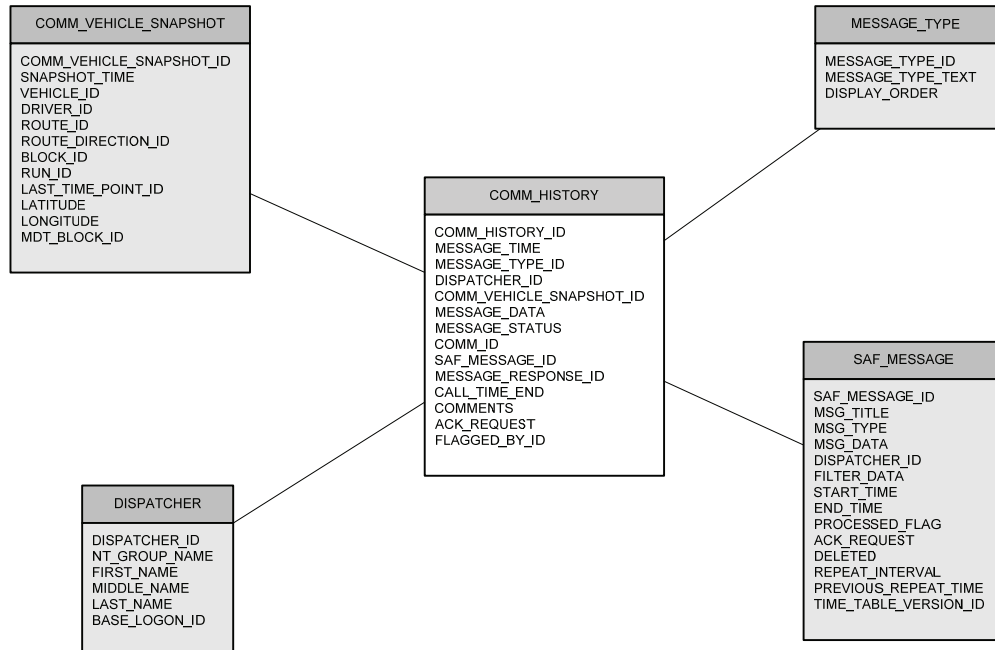 COMM_VEHICLE_SNAPSHOT
COMM_VEHICLE_SNAPSHOT_ID
SNAPSHOT_TIME
VEHICLE_ID
DRIVER_ID
ROUTE_ID
ROUTE_DIRECTION_ID
BLOCK_ID
RUN_ID
LAST_TIME_POINT_ID
LATITUDE
LONGITUDE
MDT_BLOCK_ID
MESSAGE_TYPE
MESSAGE_TYPE_ID
MESSAGE_TYPE_TEXT
DISPLAY_ORDER
COMM_HISTORY
COMM_HISTORY_ID
MESSAGE_TIME
MESSAGE_TYPE_ID
DISPATCHER_ID
COMM_VEHICLE_SNAPSHOT_ID
MESSAGE_DATA
MESSAGE_STATUS
COMM_ID
SAF_MESSAGE_ID
MESSAGE_RESPONSE_ID
CALL_TIME_END
COMMENTS
ACK_REQUEST
FLAGGED_BY_ID
SAF_MESSAGE
SAF_MESSAGE_ID
MSG_TITLE
MSG_TYPE
MSG_DATA
DISPATCHER_ID
FILTER_DATA
START_TIME
END_TIME
PROCESSED_FLAG
ACK_REQUEST
DELETED
REPEAT_INTERVAL
PREVIOUS_REPEAT_TIME
TIME_TABLE_VERSION_ID
DISPATCHER
DISPATCHER_ID
NT_GROUP_NAME
FIRST_NAME
MIDDLE_NAME
LAST_NAME
BASE_LOGON_ID